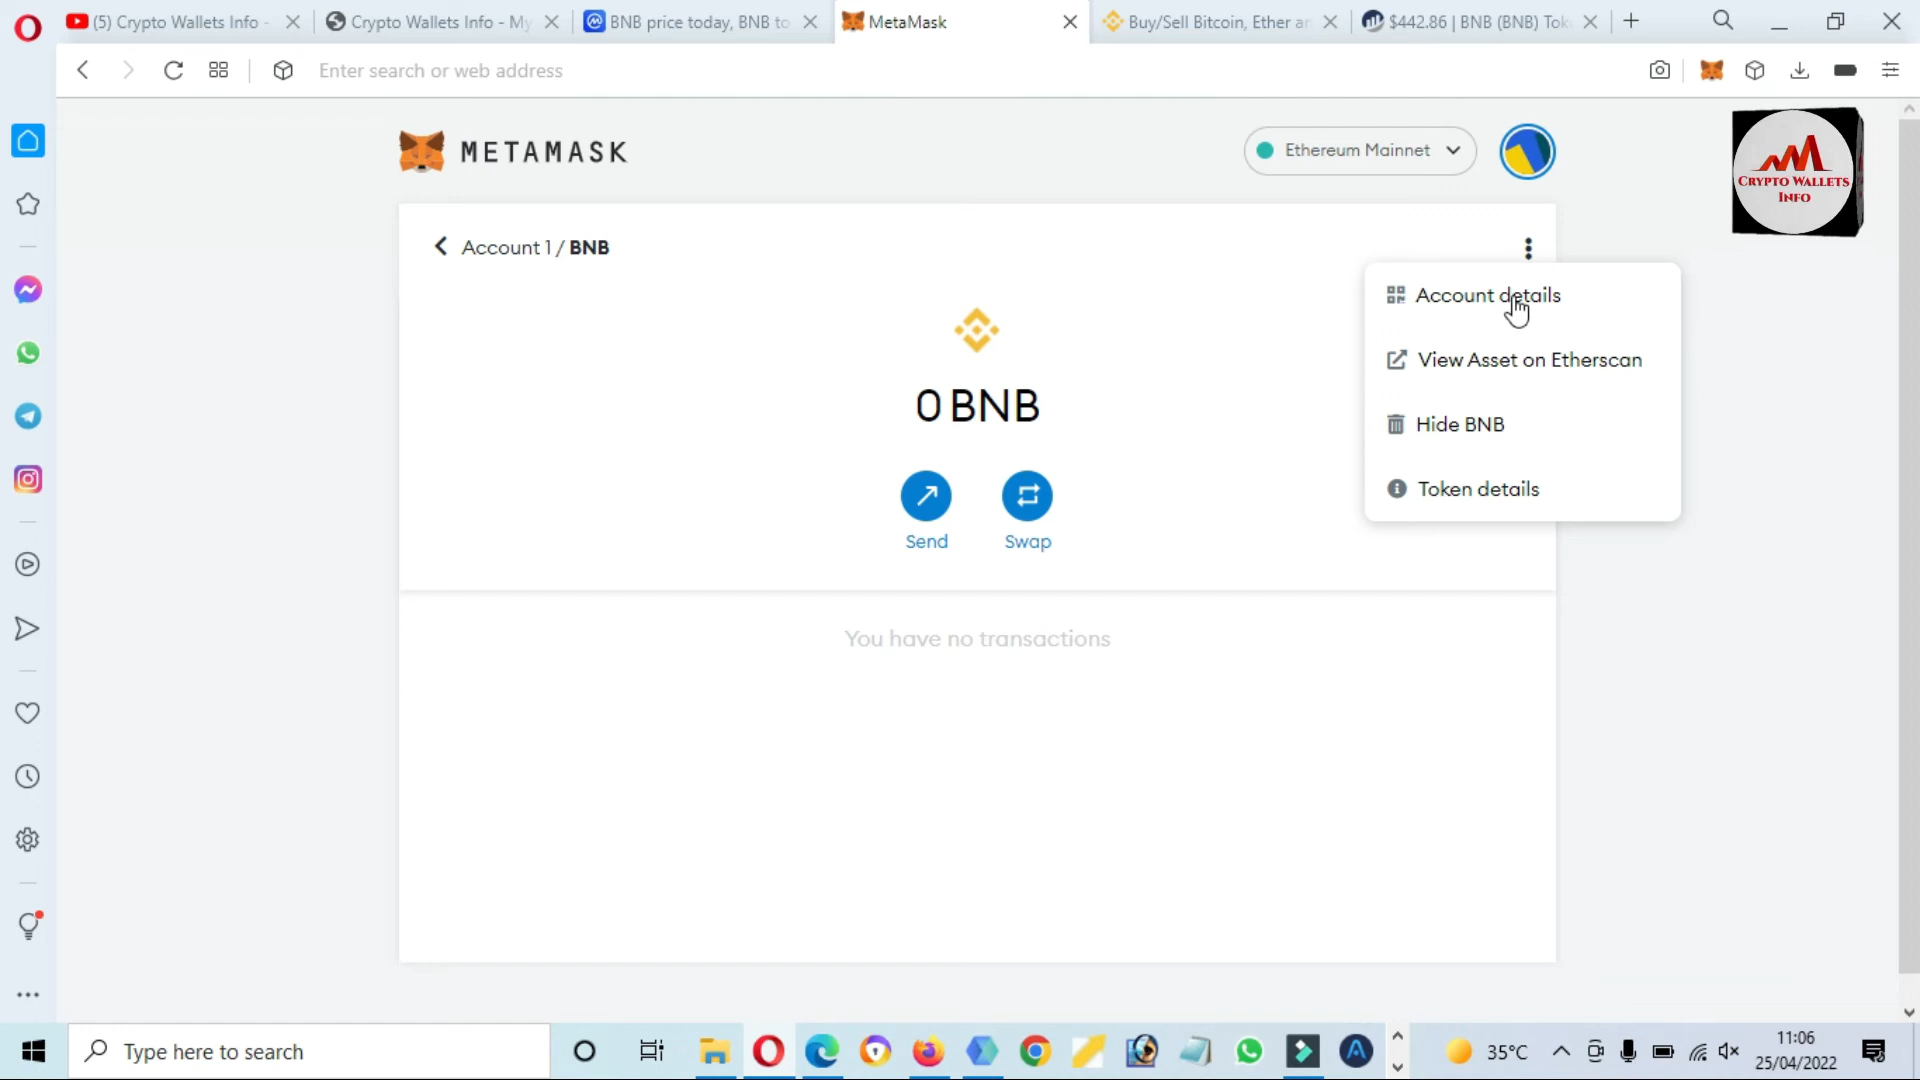 (5) Crypto Wallets Info -
Crypto Wallets Info - My
BNB price today, BNB to
MetaMask
Buy/Sell Bitcoin, Ether an
$442.86 | BNB (BNB) Tok
Enter search or web address
METAMASK
Ethereum Mainnet
CRYPTO WALLETS
INFO
Account 1 / BNB
Account details
View Asset on Etherscan
Hide BNB
Token details
0 BNB
Send
Swap
You have no transactions
Type here to search
35°C
11:06
25/04/2022